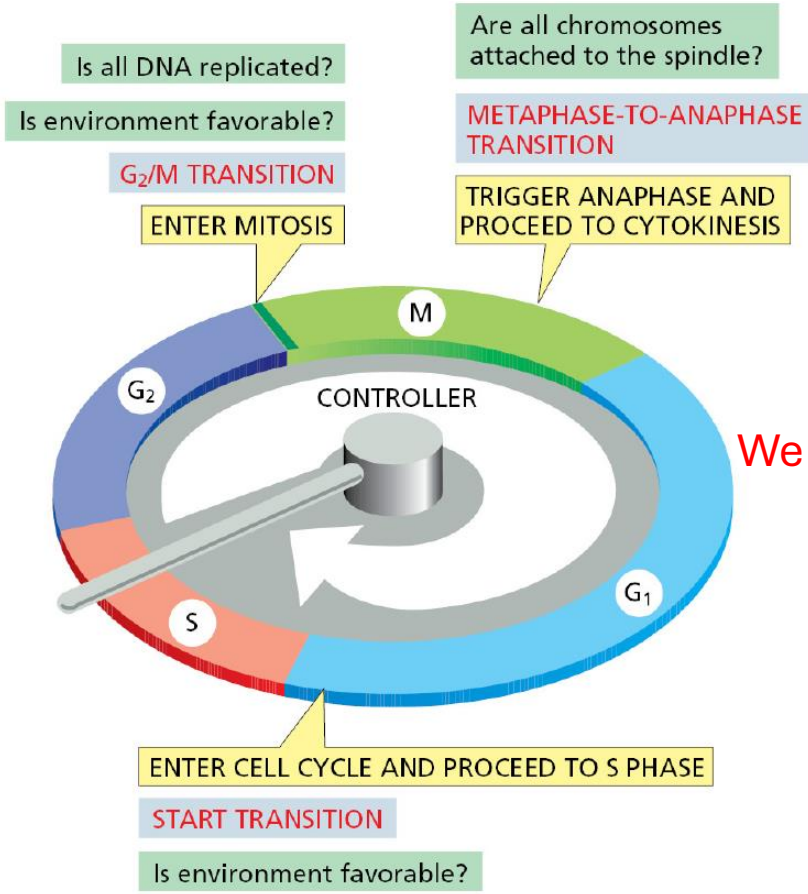 Is all DNA replicated?
Is environment favorable?
G₂/M TRANSITION
ENTER MITOSIS
Are all chromosomes
attached to the spindle?
METAPHASE-TO-ANAPHASE
TRANSITION
TRIGGER ANAPHASE AND
PROCEED TO CYTOKINESIS
M
G₂
CONTROLLER
We
G₁
S
ENTER CELL CYCLE AND PROCEED TO S PHASE
START TRANSITION
Is environment favorable?